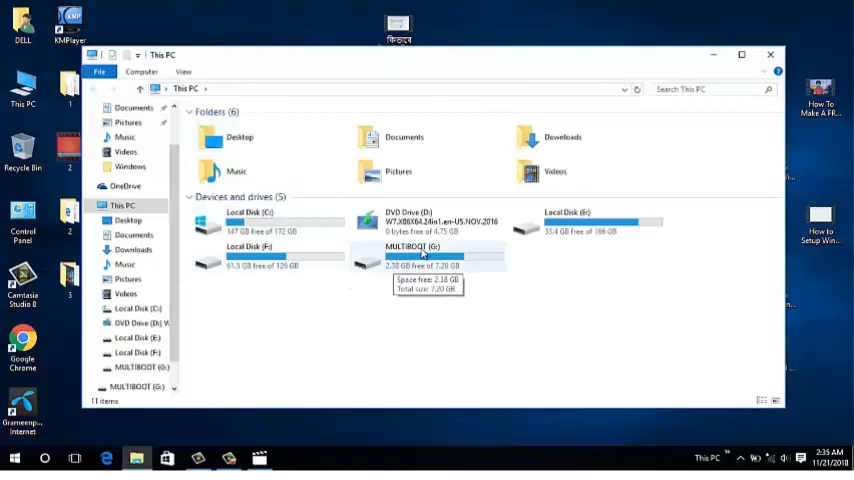 DELL
KMPlayer
কিভাবে
This PC
File
Computer
View
This PC
Search This PC
This PC
1
How To
Make A FR...
Documents
Pictures
Music
Videos
Windows
OneDrive
This PC
Desktop
Documents
Downloads
Music
Pictures
Videos
Local Disk (C:)
DVD Drive (D:) W
Local Disk (E:)
Local Disk (F:)
MULTIBOOT (G:)
MULTIBOOT (G:)
Folders (6)
Desktop
Documents
Downloads
Music
Pictures
Videos
Devices and drives (5)
Local Disk (C:)
147 GB free of 172 GB
DVD Drive (D:)
W7.X86X64.24in1.en-US.NOV.2016
0 bytes free of 4.75 GB
Local Disk (E:)
33.4 GB free of 166 GB
Local Disk (F:)
61.5 GB free of 126 GB
MULTIBOOT (G:)
2.38 GB free of 7.20 GB
Space free: 2.38 GB
Total size: 7.20 GB
11 items
Recycle Bin
2
Control
Panel
2
How to
Setup Win...
Camtasia
Studio 8
3
Google
Chrome
Grameenp...
Internet
This PC
2:35 AM
11/21/2018